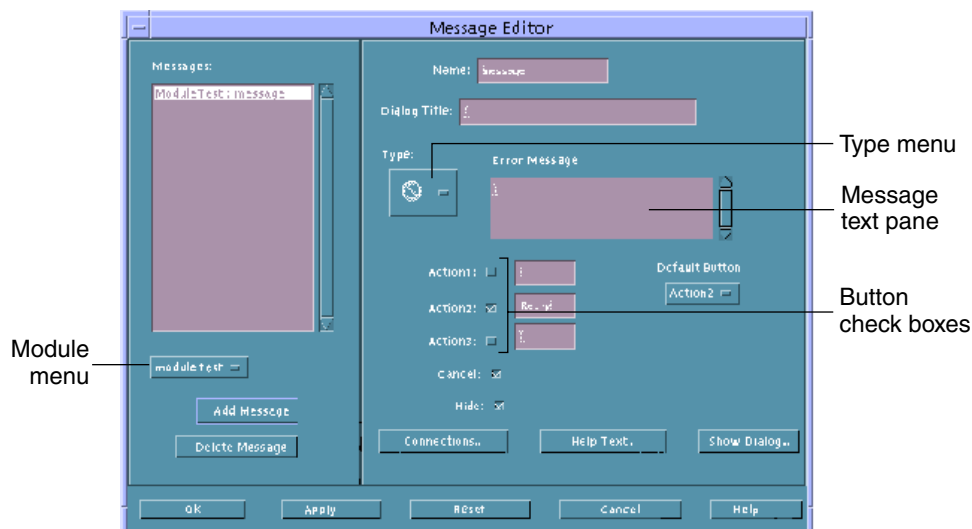 Message Editor
Messages:
ModuleTest: message
Name: message
Dialog Title:
Type:
Error Message
Type menu
Message
text pane
Action1:
Action2:
Action3:
Default Button
Action2
Button
check boxes
Module
menu
moduleTest
Cancel:
Hide:
Add Message
Delete Message
Connections..
Help Text.
Show Dialog..
OK
Apply
Reset
Cancel
Help